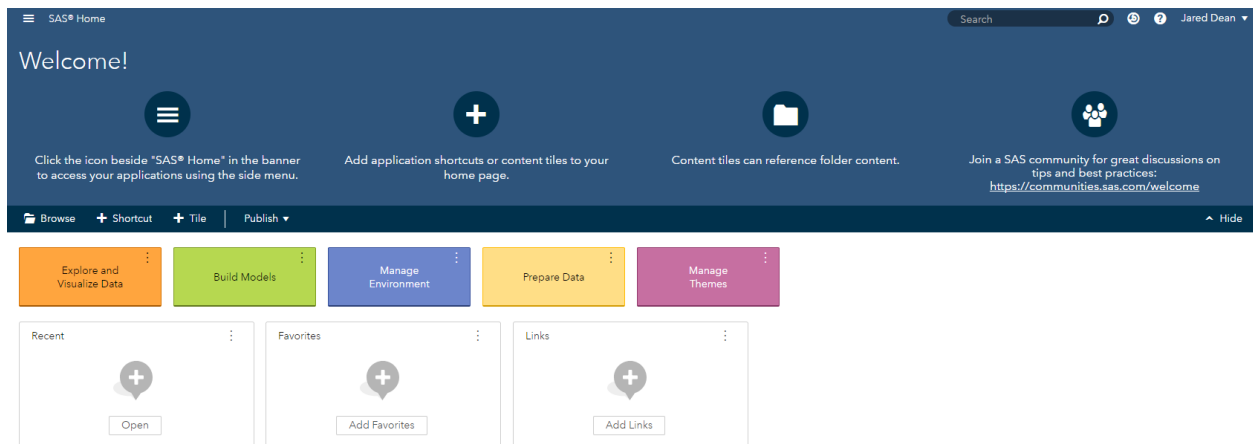 SAS® Home
Search
Jared Dean
Welcome!
Click the icon beside "SAS® Home" in the banner
to access your applications using the side menu.
Add application shortcuts or content tiles to your
home page.
Content tiles can reference folder content.
Join a SAS community for great discussions on
tips and best practices:
https://communities.sas.com/welcome
Browse
Shortcut
Tile
Publish
Hide
Explore and
Visualize Data
Build Models
Manage
Environment
Prepare Data
Manage
Themes
Recent
Favorites
Links
Open
Add Favorites
Add Links